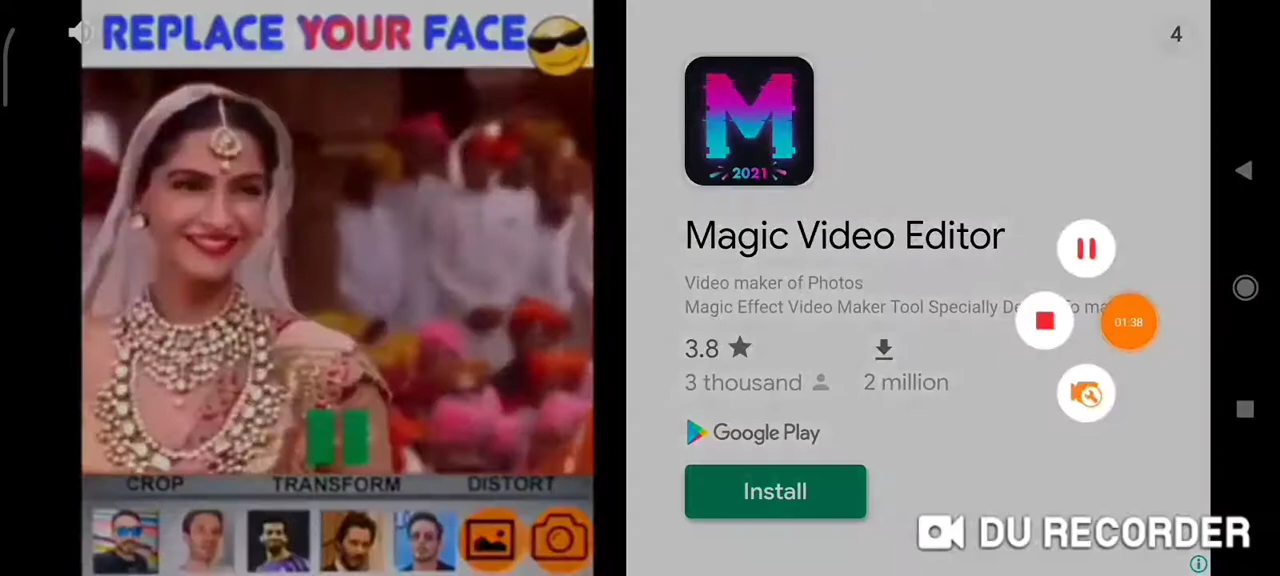 REPLACE YOUR FACE
CROP TRANSFORM DISTORT
4
M
2021
Magic Video Editor
Video maker of Photos
Magic Effect Video Maker Tool Specially
3.8
3 thousand
2 million
Google Play
Install
01:38
DU RECORDER